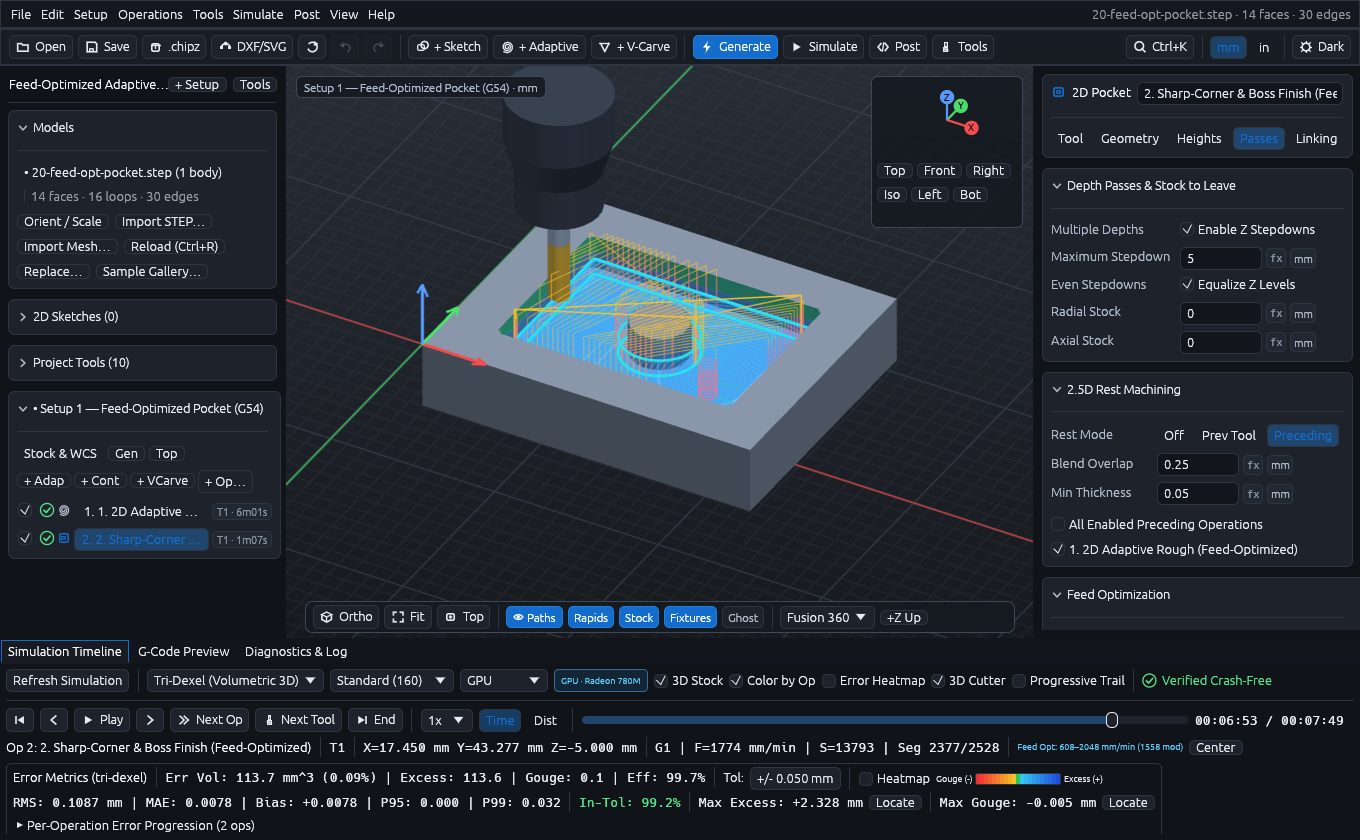 File Edit Setup Operations Tools Simulate Post View Help
20-feed-opt-pocket.step · 14 faces · 30 edges
Open Save .chipz DXF/SVG + Sketch + Adaptive + V-Carve Generate Simulate Post Tools Ctrl+K mm in Dark
Feed-Optimized Adaptive... + Setup Tools
Models
• 20-feed-opt-pocket.step (1 body)
14 faces · 16 loops · 30 edges
Orient / Scale Import STEP...
Import Mesh... Reload (Ctrl+R)
Replace... Sample Gallery...
2D Sketches (0)
Project Tools (10)
• Setup 1 — Feed-Optimized Pocket (G54)
Stock & WCS Gen Top
+ Adap + Cont + VCarve + Op...
1. 1. 2D Adaptive ... T1 · 6m01s
2. 2. Sharp-Corner ... T1 · 1m07s
Setup 1 — Feed-Optimized Pocket (G54) · mm
Z
Y
X
Top Front Right
Iso Left Bot
Ortho Fit Top Paths Rapids Stock Fixtures Ghost Fusion 360 +Z Up
2D Pocket 2. Sharp-Corner & Boss Finish (Fee
Tool Geometry Heights Passes Linking
Depth Passes & Stock to Leave
Multiple Depths Enable Z Stepdowns
Maximum Stepdown 5 fx mm
Even Stepdowns Equalize Z Levels
Radial Stock 0 fx mm
Axial Stock 0 fx mm
2.5D Rest Machining
Rest Mode Off Prev Tool Preceding
Blend Overlap 0.25 fx mm
Min Thickness 0.05 fx mm
All Enabled Preceding Operations
1. 2D Adaptive Rough (Feed-Optimized)
Feed Optimization
Simulation Timeline G-Code Preview Diagnostics & Log
Refresh Simulation Tri-Dexel (Volumetric 3D) Standard (160) GPU GPU · Radeon 780M 3D Stock Color by Op Error Heatmap 3D Cutter Progressive Trail Verified Crash-Free
Play Next Op Next Tool End 1x Time Dist 00:06:53 / 00:07:49
Op 2: 2. Sharp-Corner & Boss Finish (Feed-Optimized) T1 X=17.450 mm Y=43.277 mm Z=-5.000 mm G1 | F=1774 mm/min | S=13793 | Seg 2377/2528 Feed Opt: 608–2048 mm/min (1558 mod) Center
Error Metrics (tri-dexel) Err Vol: 113.7 mm^3 (0.09%) | Excess: 113.6 | Gouge: 0.1 | Eff: 99.7% Tol: +/- 0.050 mm Heatmap Gouge (-) Excess (+)
RMS: 0.1087 mm | MAE: 0.0078 | Bias: +0.0078 | P95: 0.000 | P99: 0.032 In-Tol: 99.2% Max Excess: +2.328 mm Locate Max Gouge: -0.005 mm Locate
Per-Operation Error Progression (2 ops)